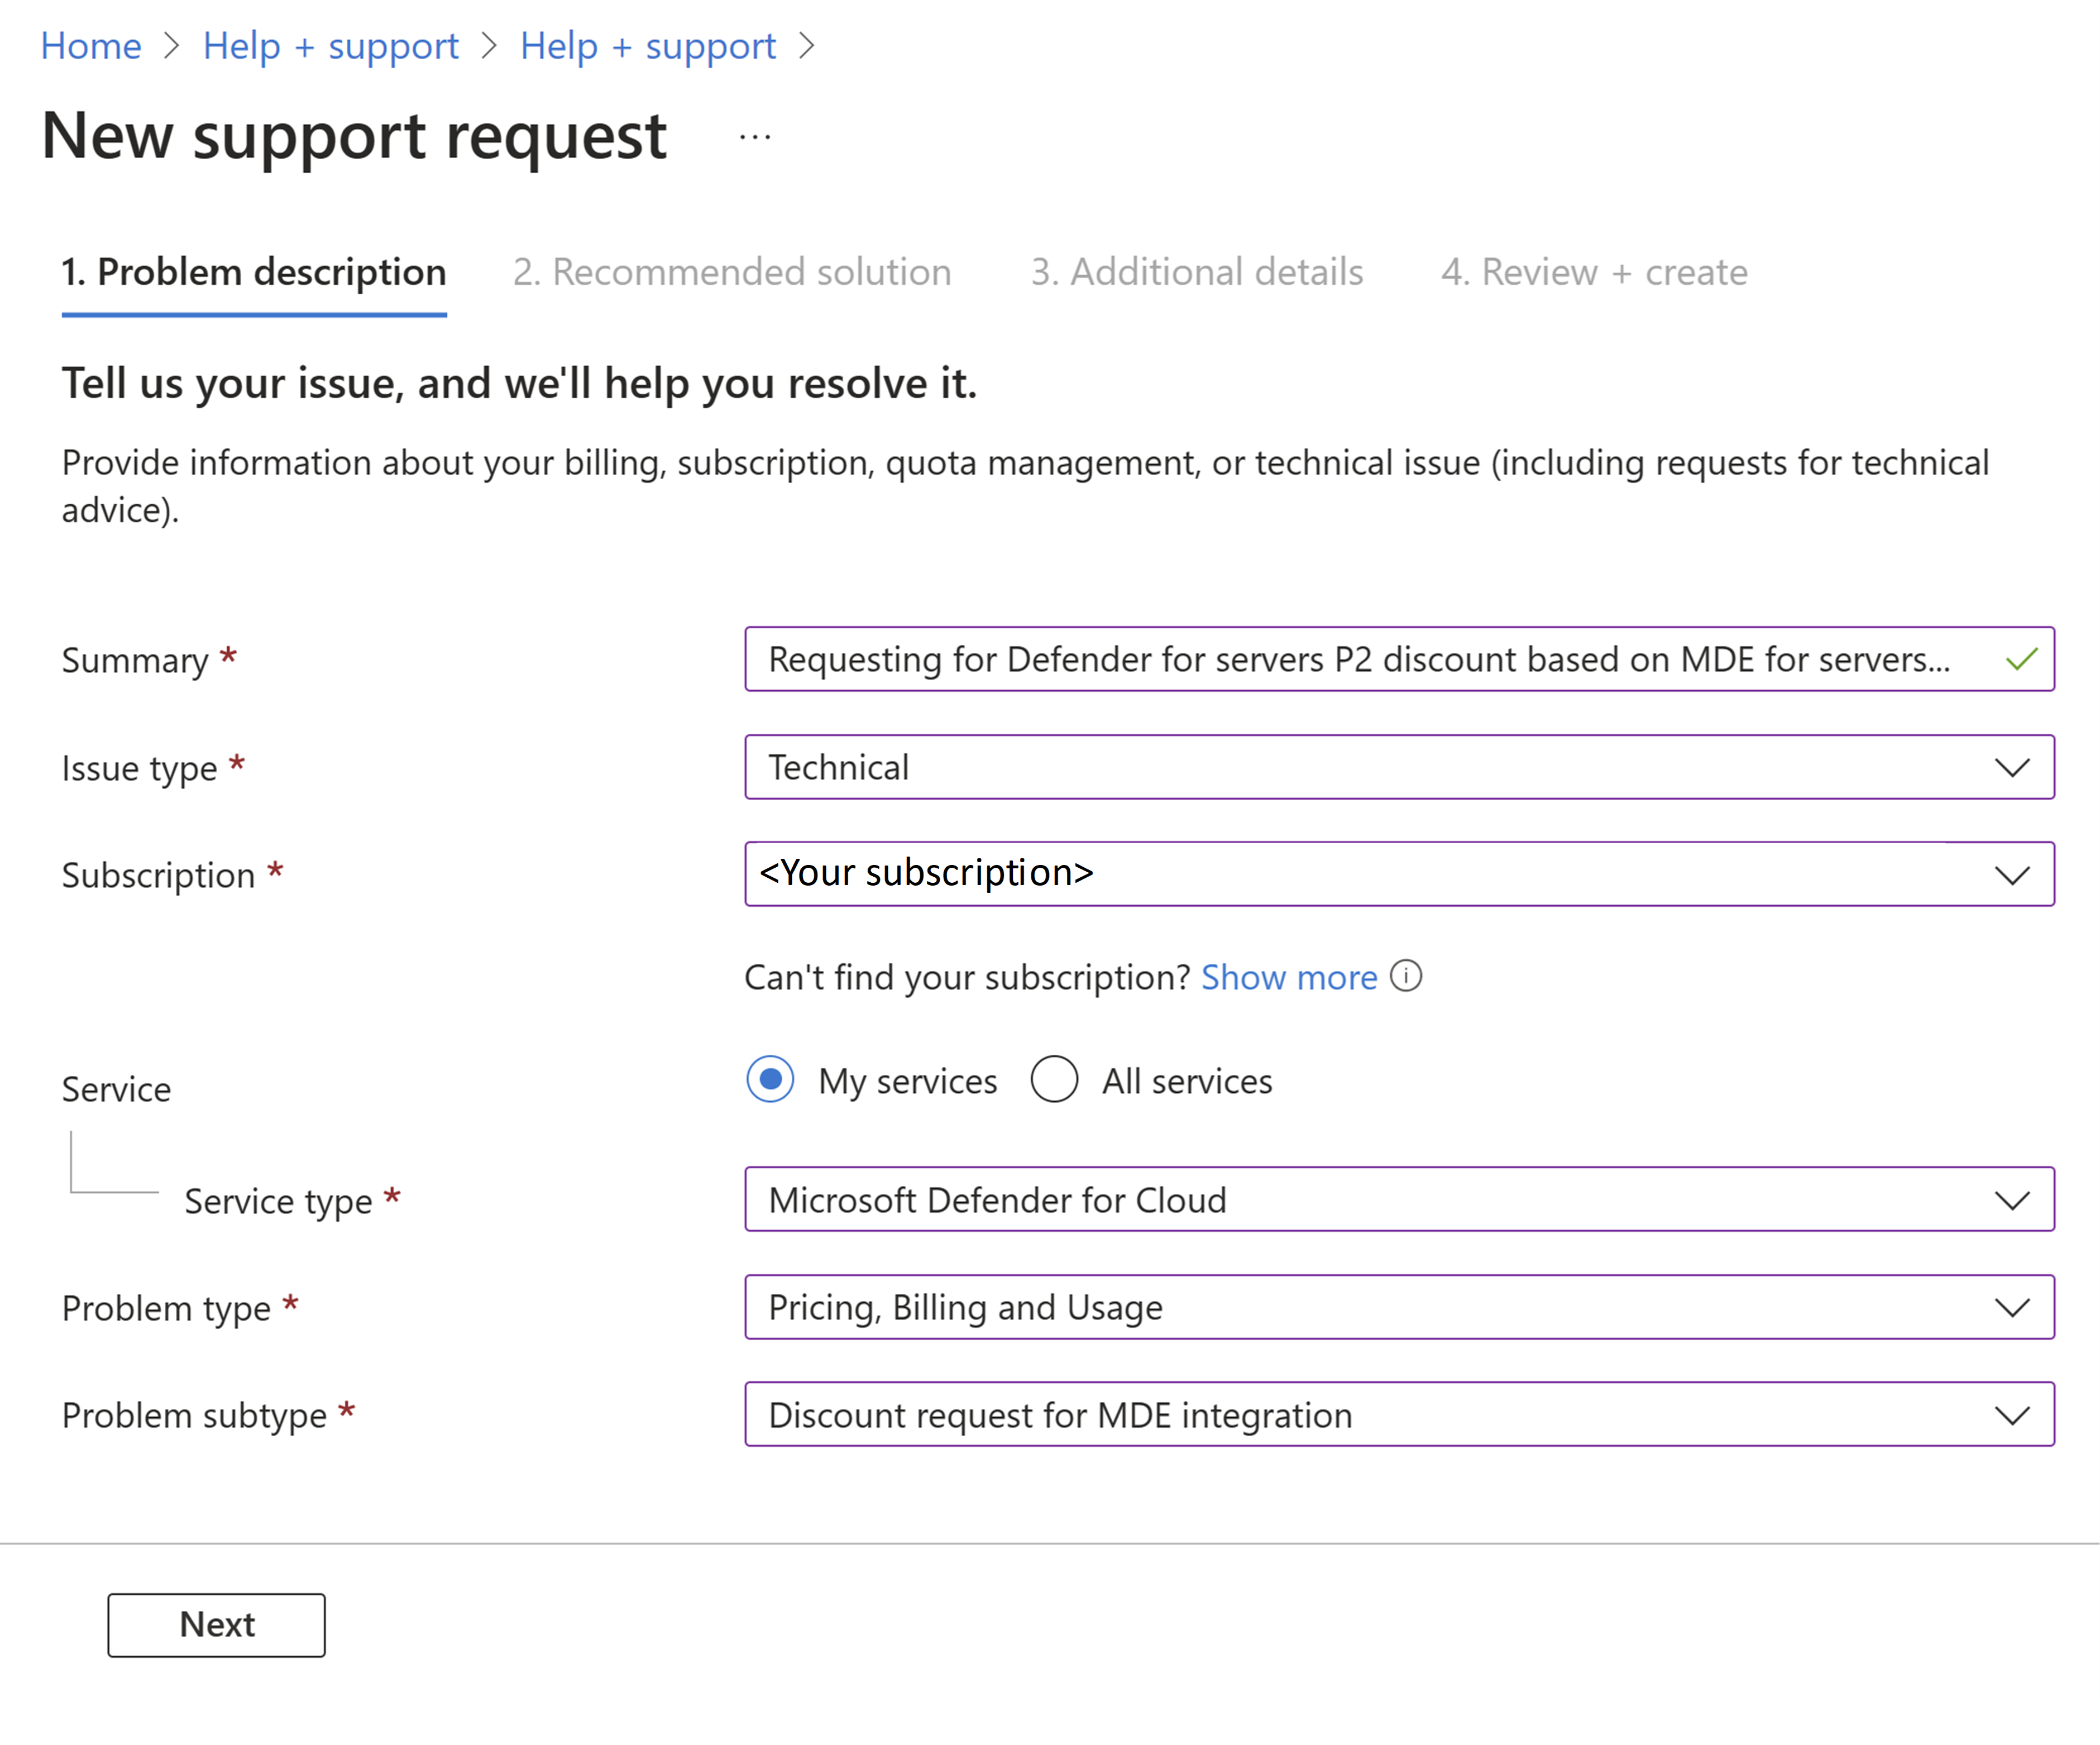 Home > Help + support > Help + support >
New support request ...
1. Problem description 2. Recommended solution 3. Additional details 4. Review + create
Tell us your issue, and we'll help you resolve it.
Provide information about your billing, subscription, quota management, or technical issue (including requests for technical
advice).
Summary * Requesting for Defender for servers P2 discount based on MDE for servers...
Issue type * Technical
Subscription * <Your subscription>
Can't find your subscription? Show more
Service My services All services
Service type * Microsoft Defender for Cloud
Problem type * Pricing, Billing and Usage
Problem subtype * Discount request for MDE integration
Next